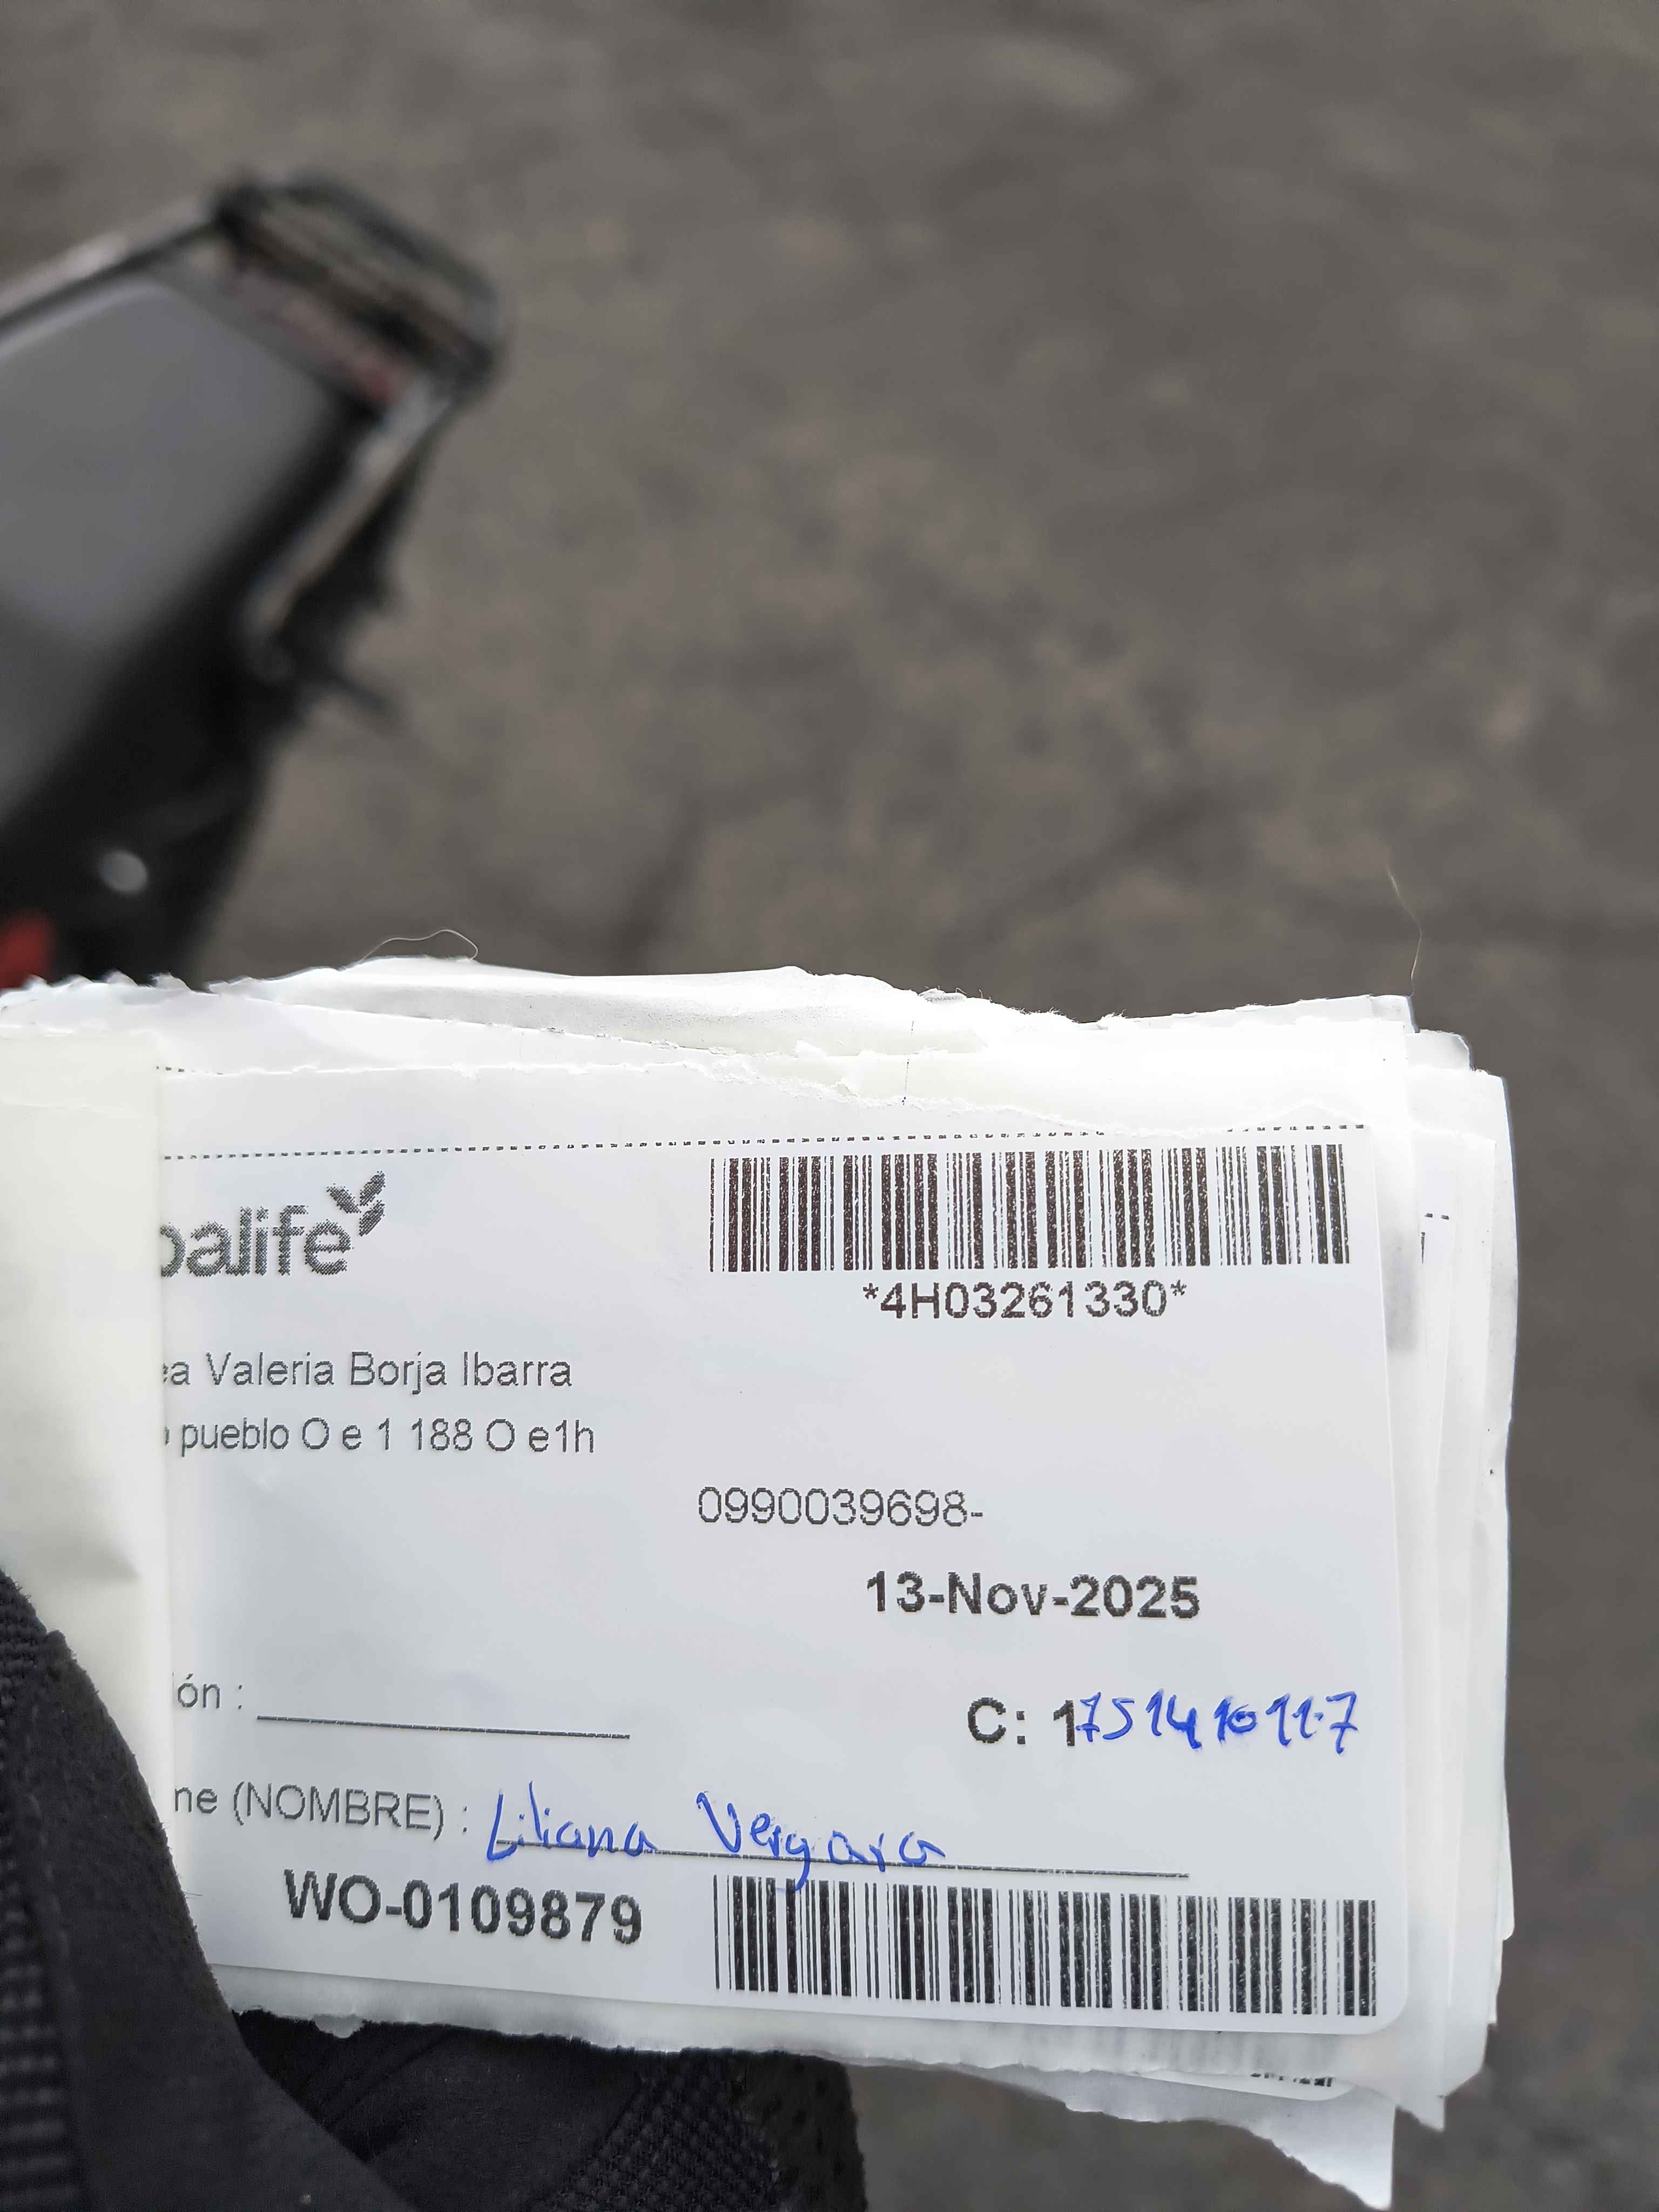 balife
*4H03261330*
ea Valeria Borja Ibarra
o pueblo O e 1 188 O e1h
0990039698-
13-Nov-2025
ión :
C: 1751410117
ne (NOMBRE) : Liliana Vergara
WO-0109879